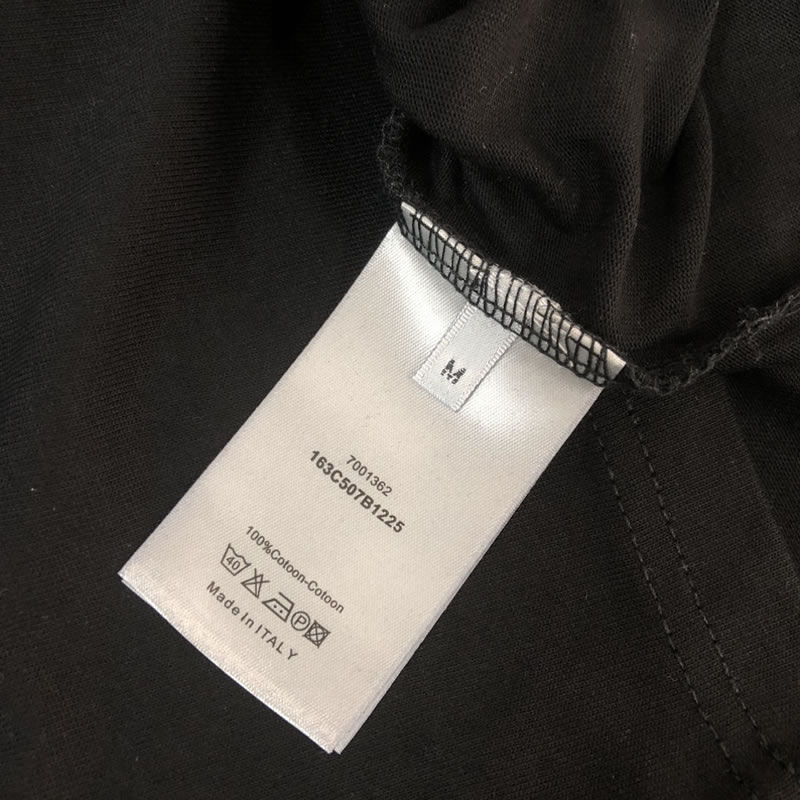 7001362
163C507B1225
100%Cotoon-Cotoon
40 P
Made In ITALY